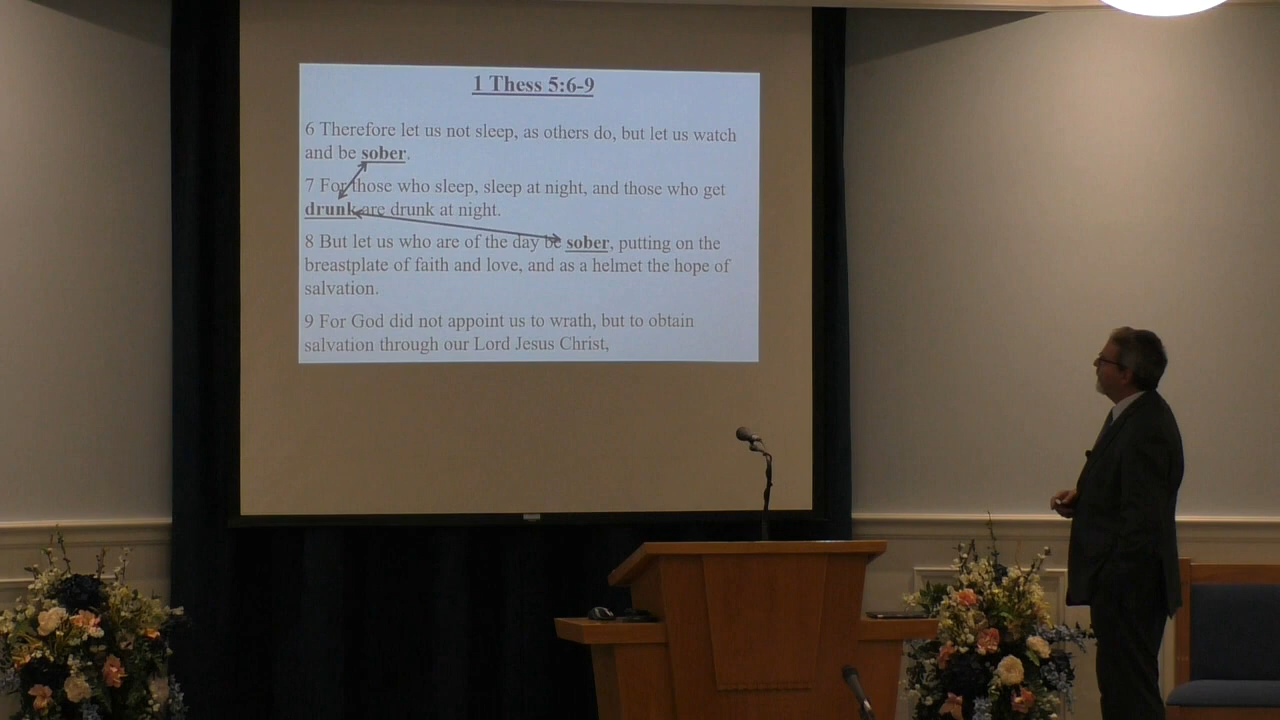 1 Thess 5:6-9
6 Therefore let us not sleep, as others do, but let us watch
and be sober.
7 For those who sleep, sleep at night, and those who get
drunk are drunk at night.
8 But let us who are of the day be sober, putting on the
breastplate of faith and love, and as a helmet the hope of
salvation.
9 For God did not appoint us to wrath, but to obtain
salvation through our Lord Jesus Christ,